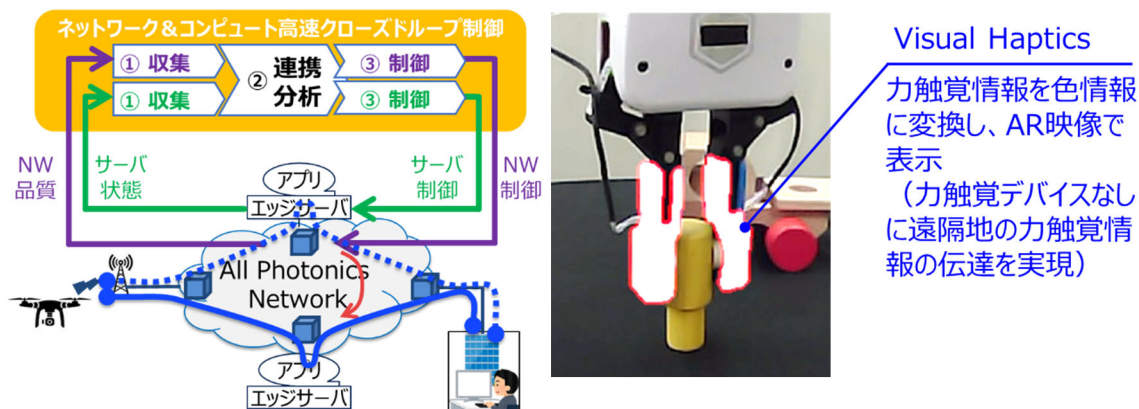 ネットワーク＆コンピュート高速クローズドループ制御
① 収集
① 収集
② 連携
分析
③ 制御
③ 制御
NW
品質
サーバ
状態
サーバ
制御
NW
制御
アプリ
エッジサーバ
All Photonics
Network
アプリ
エッジサーバ
Visual Haptics
力触覚情報を色情報
に変換し、AR映像で
表示
（力触覚デバイスなし
に遠隔地の力触覚情
報の伝達を実現）